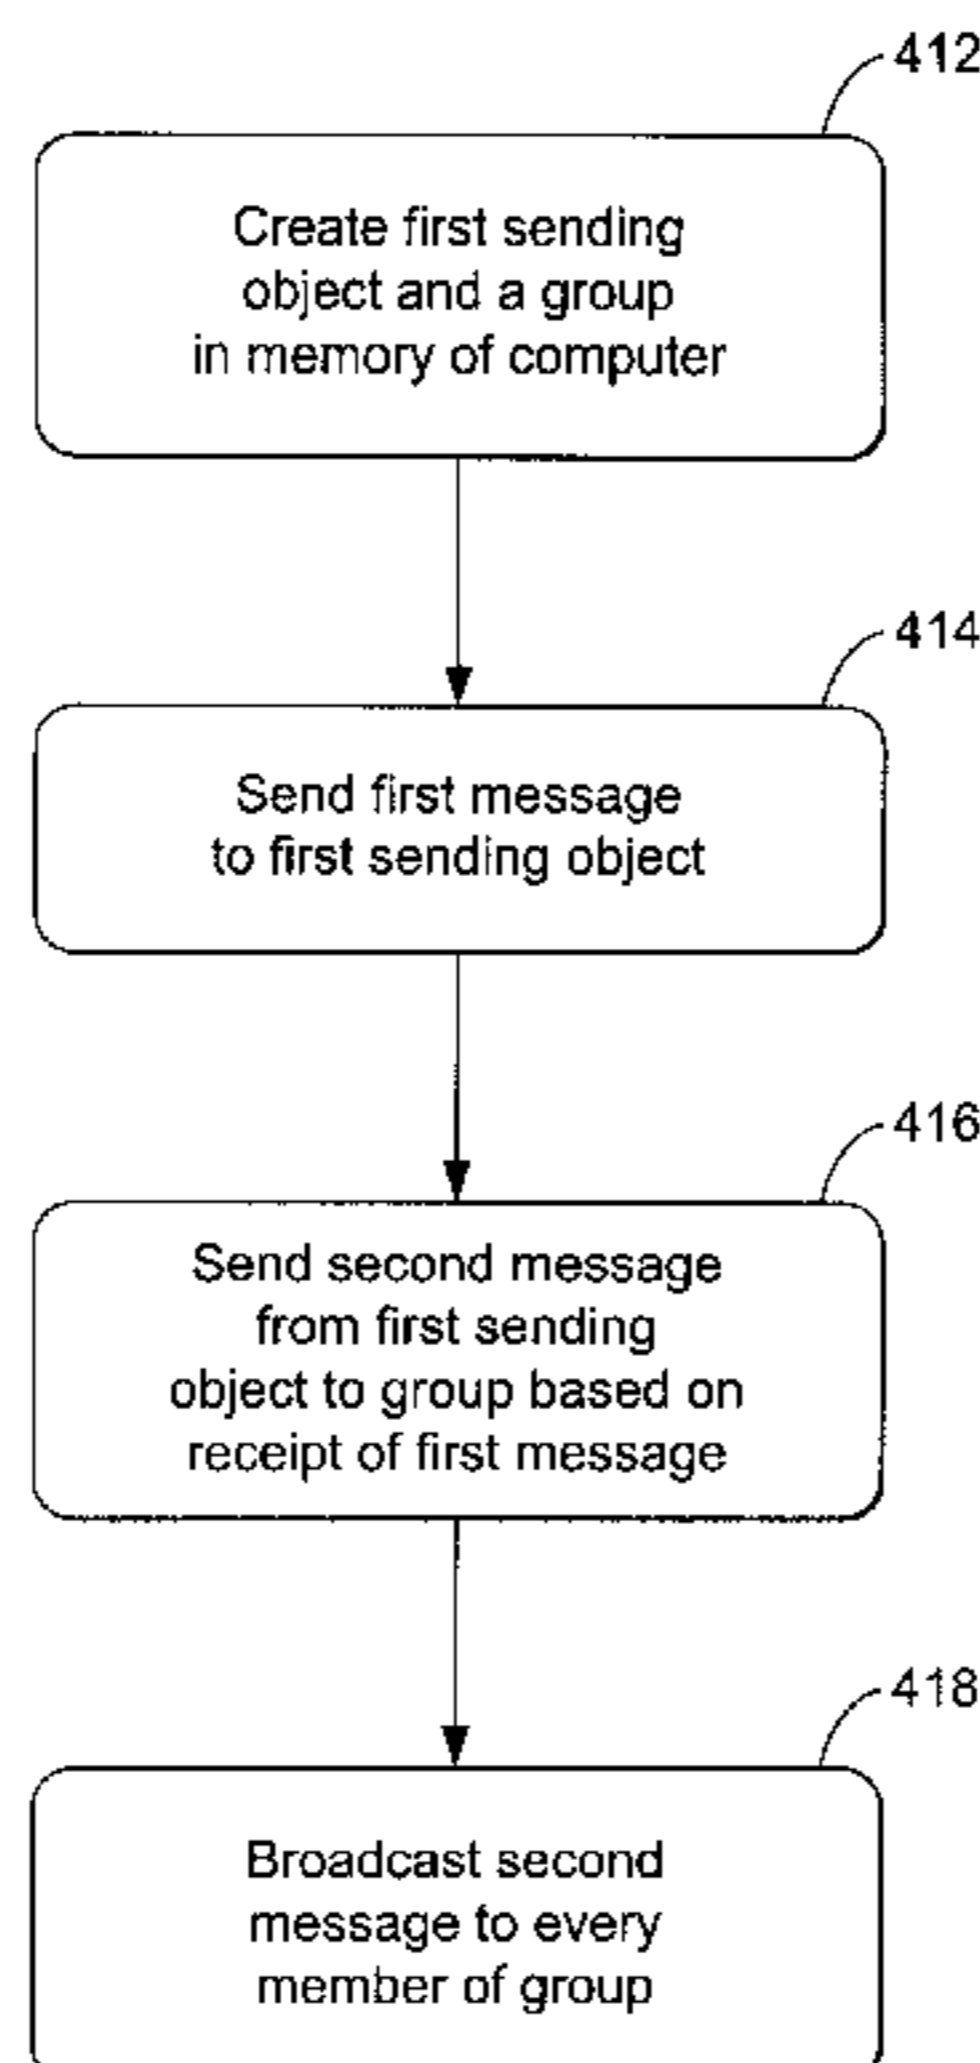 412
Create first sending
object and a group
in memory of computer
414
Send first message
to first sending object
416
Send second message
from first sending
object to group based on
receipt of first message
418
Broadcast second
message to every
member of group